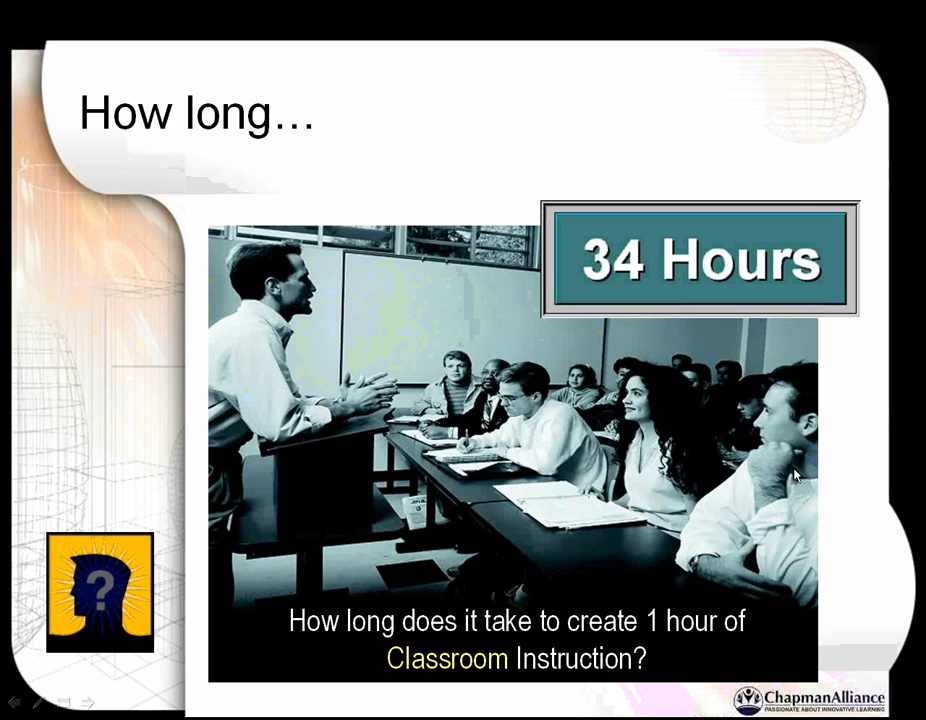 How long…
34 Hours
?
How long does it take to create 1 hour of
Classroom Instruction?
ChapmanAlliance
PASSIONATE ABOUT INNOVATIVE LEARNING